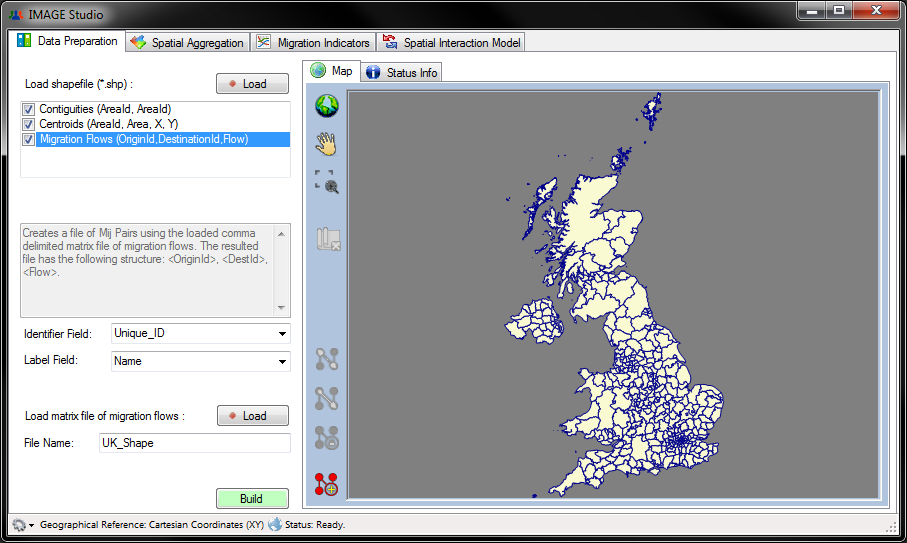 IMAGE Studio
Data Preparation
Spatial Aggregation
Migration Indicators
Spatial Interaction Model
Load shapefile (*.shp) :
Load
Contiguities (AreaId, AreaId)
Centroids (AreaId, Area, X, Y)
Migration Flows (OriginId,DestinationId,Flow)
Creates a file of Mij Pairs using the loaded comma
delimited matrix file of migration flows. The resulted
file has the following structure: <OriginId>, <DestId>,
<Flow>.
Identifier Field:
Unique_ID
Label Field:
Name
Load matrix file of migration flows :
Load
File Name:
UK_Shape
Build
Map
Status Info
Geographical Reference: Cartesian Coordinates (XY)
Status: Ready.